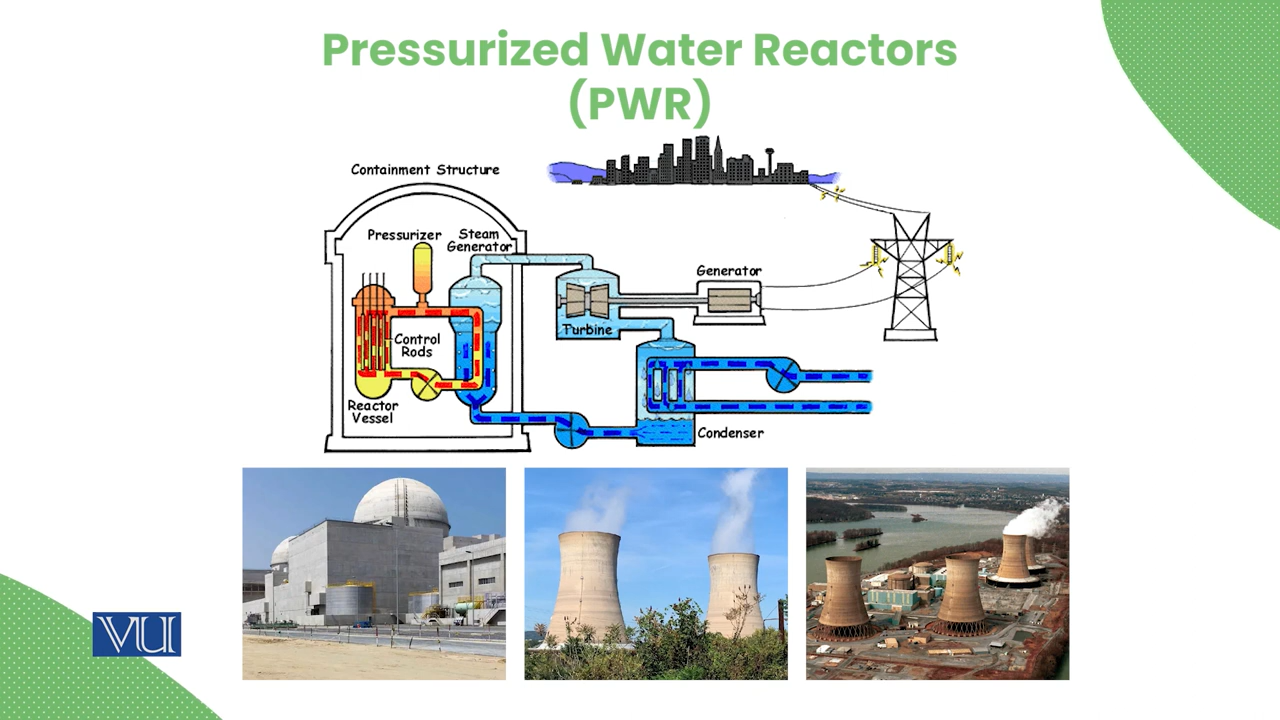 Pressurized Water Reactors
(PWR)
Containment Structure
Pressurizer
Steam
Generator
Generator
Turbine
Control
Rods
Reactor
Vessel
Condenser
VU